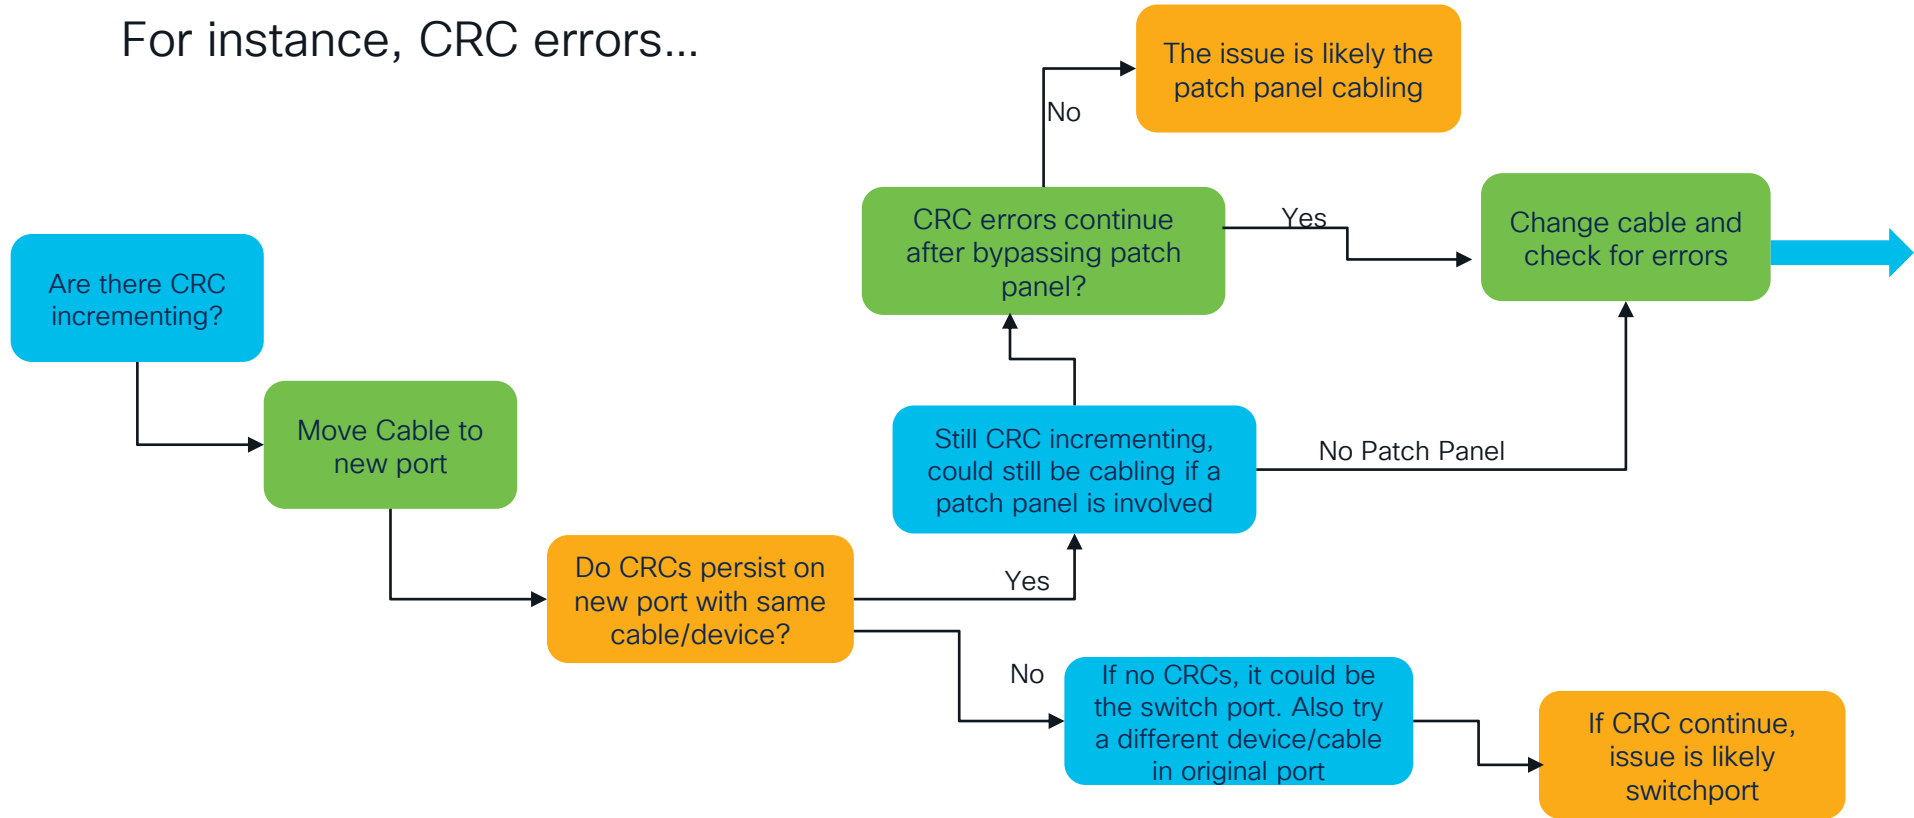 For instance, CRC errors...
The issue is likely the
patch panel cabling
No
CRC errors continue
after bypassing patch
panel?
Yes
Change cable and
check for errors
Are there CRC
incrementing?
Move Cable to
new port
Still CRC incrementing,
could still be cabling if a
patch panel is involved
No Patch Panel
Do CRCs persist on
new port with same
cable/device?
Yes
No
If no CRCs, it could be
the switch port. Also try
a different device/cable
in original port
If CRC continue,
issue is likely
switchport